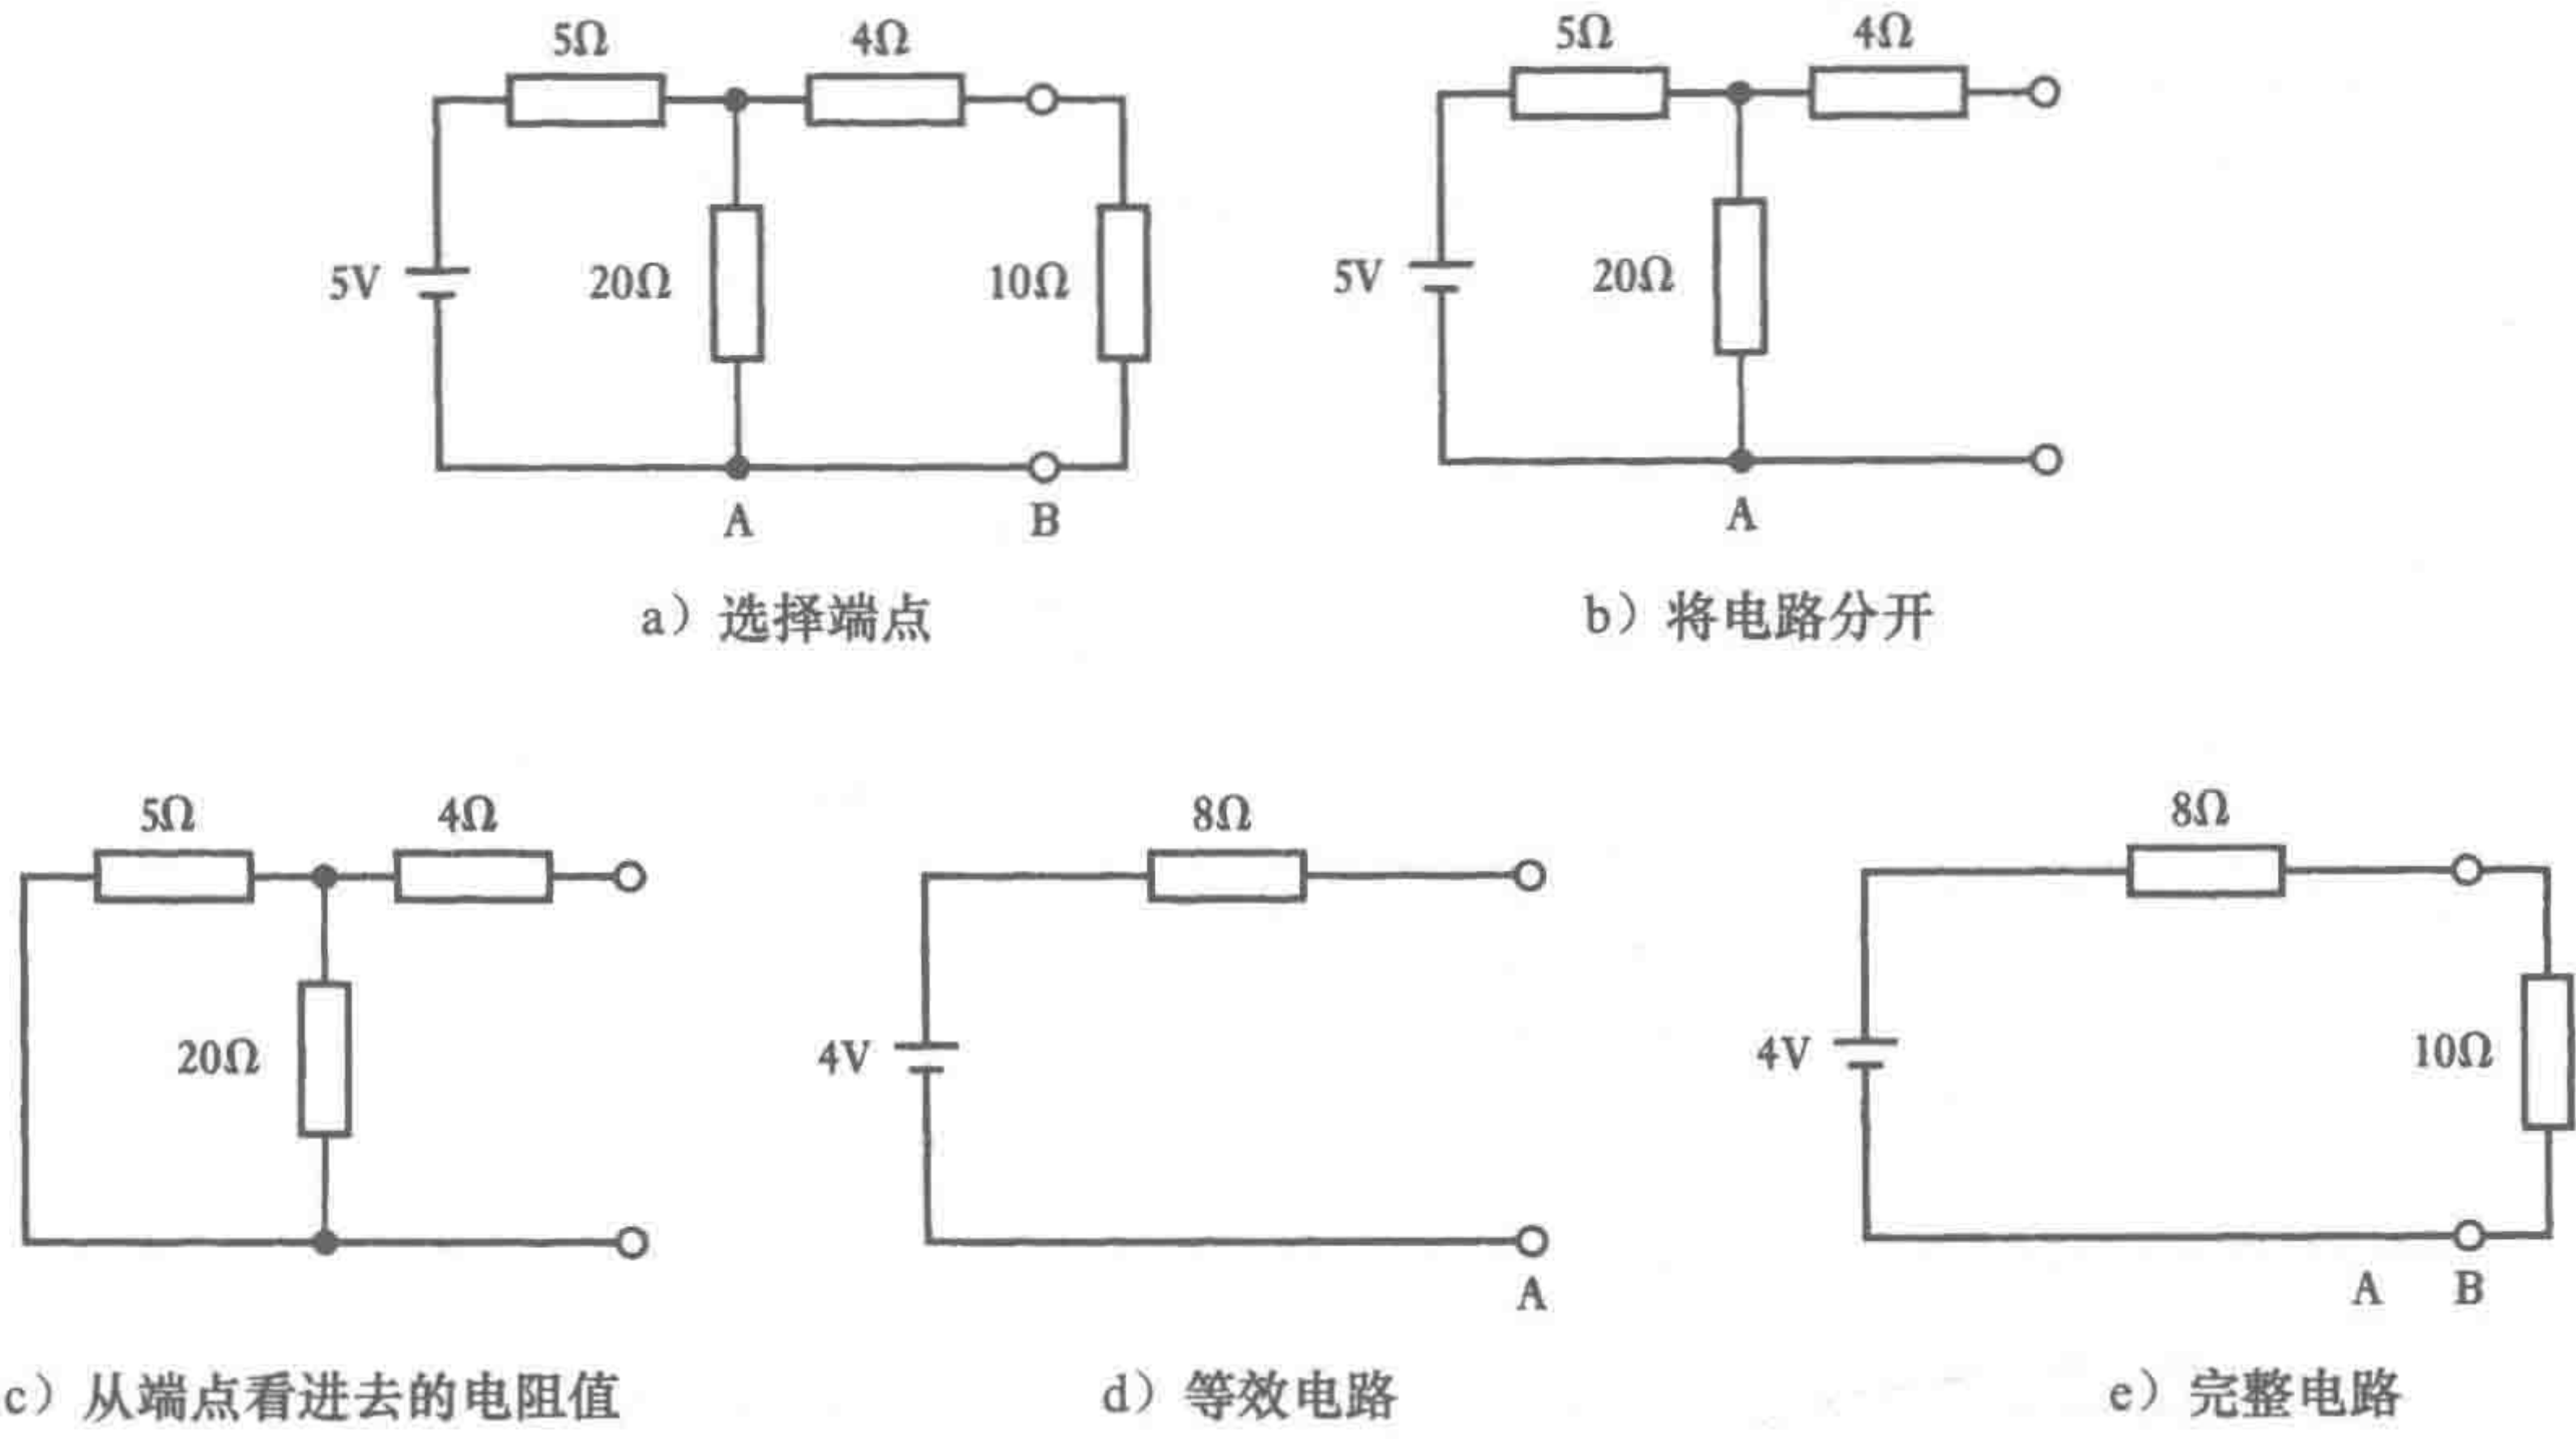 5Ω 4Ω
5V 20Ω 10Ω
A B
a）选择端点
5Ω 4Ω
5V 20Ω
A
b）将电路分开
5Ω 4Ω
20Ω
c）从端点看进去的电阻值
8Ω
4V
A
d）等效电路
8Ω
4V 10Ω
A B
e）完整电路